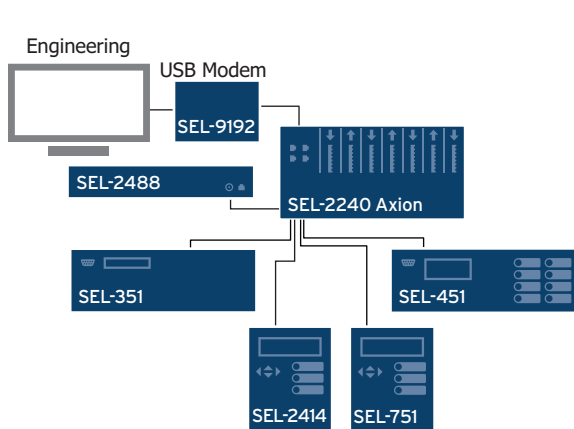 Engineering
USB Modem
SEL-9192
SEL-2488
SEL-2240 Axion
SEL-351
SEL-451
SEL-2414
SEL-751